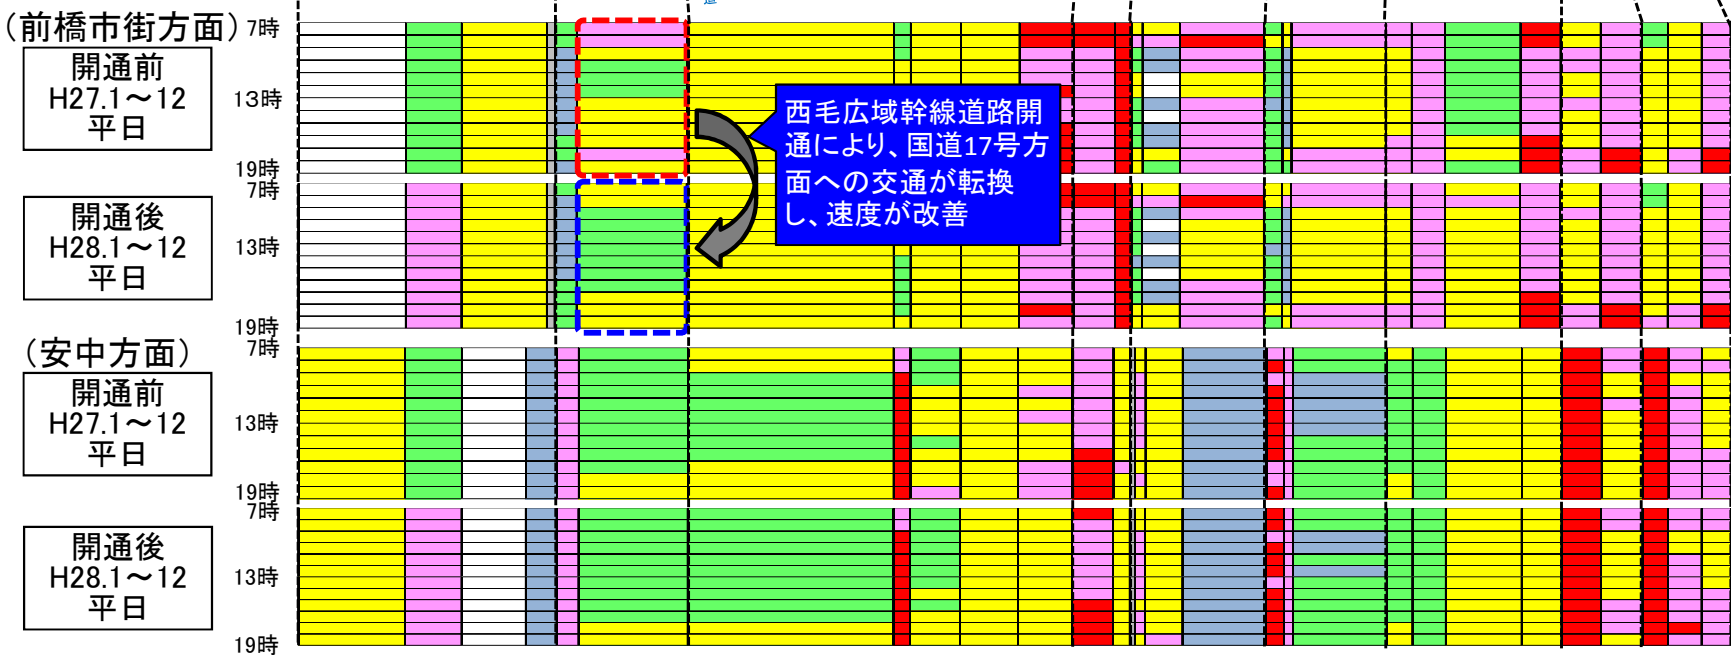 道
(前橋市街方面)
7時
開通前
H27.1～12
平日
13時
19時
西毛広域幹線道路開
通により、国道17号方
面への交通が転換
し、速度が改善
7時
開通後
H28.1～12
平日
13時
19時
(安中方面)
7時
開通前
H27.1～12
平日
13時
19時
7時
開通後
H28.1～12
平日
13時
19時